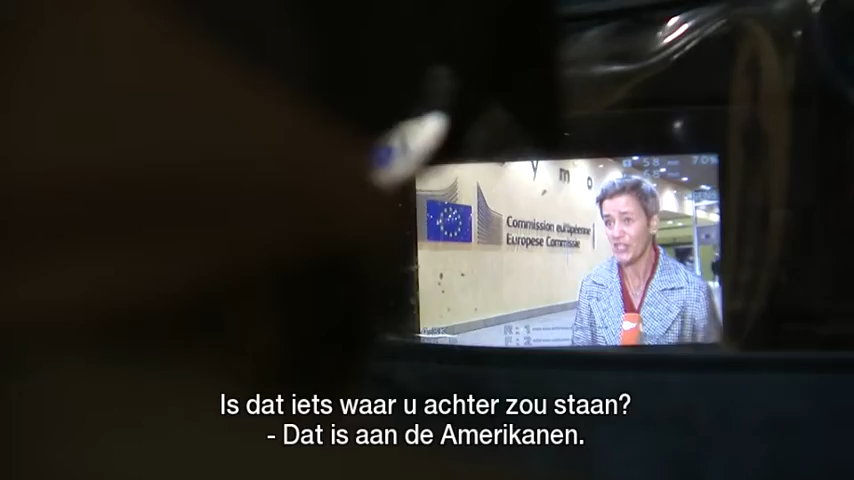 Commission européenne
Europese Commissie
Is dat iets waar u achter zou staan?
- Dat is aan de Amerikanen.